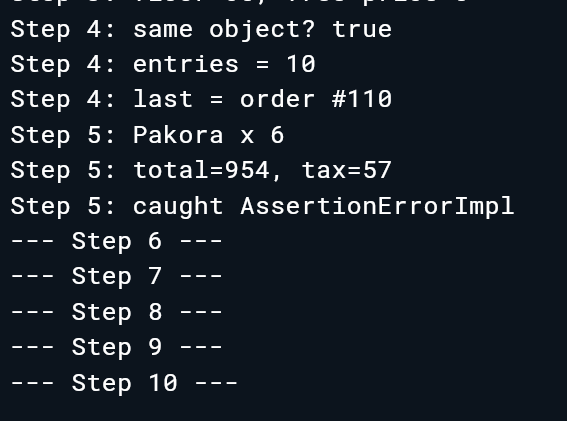 Step 4: same object? true
Step 4: entries = 10
Step 4: last = order #110
Step 5: Pakora x 6
Step 5: total=954, tax=57
Step 5: caught AssertionErrorImpl
--- Step 6 ---
--- Step 7 ---
--- Step 8 ---
--- Step 9 ---
--- Step 10 ---